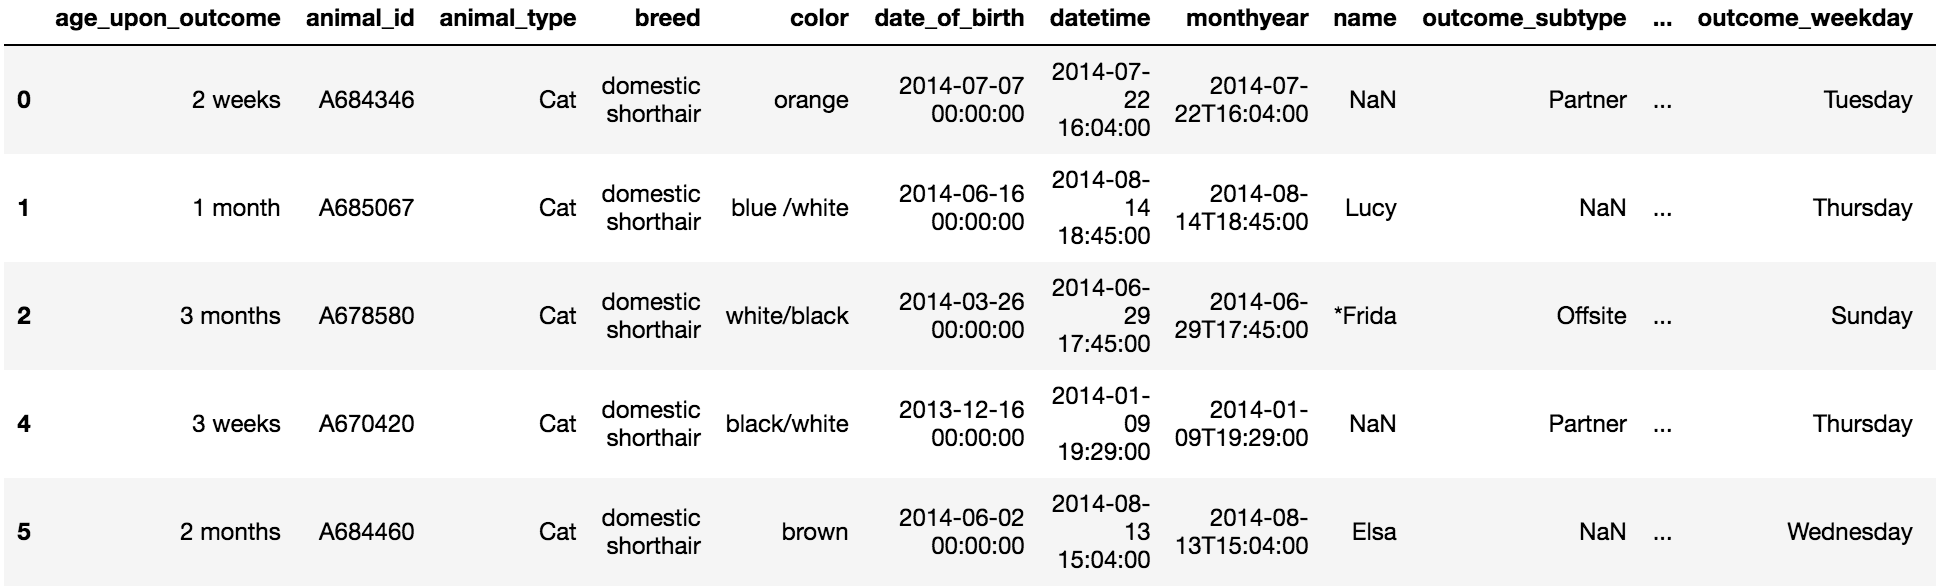 age_upon_outcome animal_id animal_type breed color date_of_birth datetime monthyear name outcome_subtype ... outcome_weekday
0 2 weeks A684346 Cat domestic shorthair orange 2014-07-07 00:00:00 2014-07-22 16:04:00 2014-07-22T16:04:00 NaN Partner ... Tuesday
1 1 month A685067 Cat domestic shorthair blue /white 2014-06-16 00:00:00 2014-08-14 18:45:00 2014-08-14T18:45:00 Lucy NaN ... Thursday
2 3 months A678580 Cat domestic shorthair white/black 2014-03-26 00:00:00 2014-06-29 17:45:00 2014-06-29T17:45:00 *Frida Offsite ... Sunday
4 3 weeks A670420 Cat domestic shorthair black/white 2013-12-16 00:00:00 2014-01-09 19:29:00 2014-01-09T19:29:00 NaN Partner ... Thursday
5 2 months A684460 Cat domestic shorthair brown 2014-06-02 00:00:00 2014-08-13 15:04:00 2014-08-13T15:04:00 Elsa NaN ... Wednesday